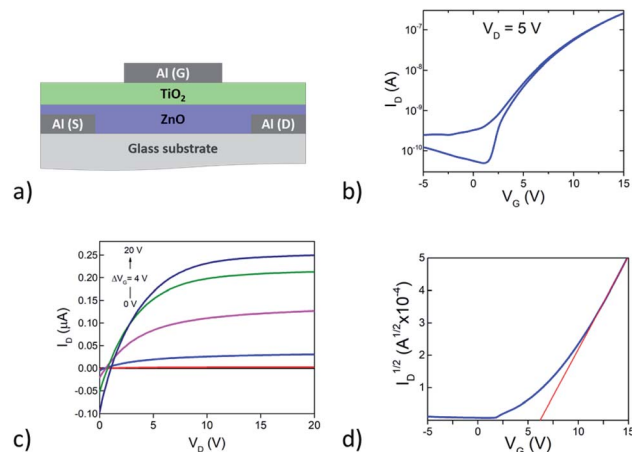 Al (G)
TiO₂
Al (S)
ZnO
Al (D)
Glass substrate
a)
V_D = 5 V
10⁻⁷
10⁻⁸
10⁻⁹
10⁻¹⁰
I_D (A)
-5 0 5 10 15
V_G (V)
b)
20 V
ΔV_G= 4 V
0 V
0.25
0.20
0.15
0.10
0.05
0.00
-0.05
-0.10
I_D (μA)
0 5 10 15 20
V_D (V)
c)
5
4
3
2
1
I_D^1/2 (A^1/2x10⁻⁴)
-5 0 5 10 15
V_G (V)
d)